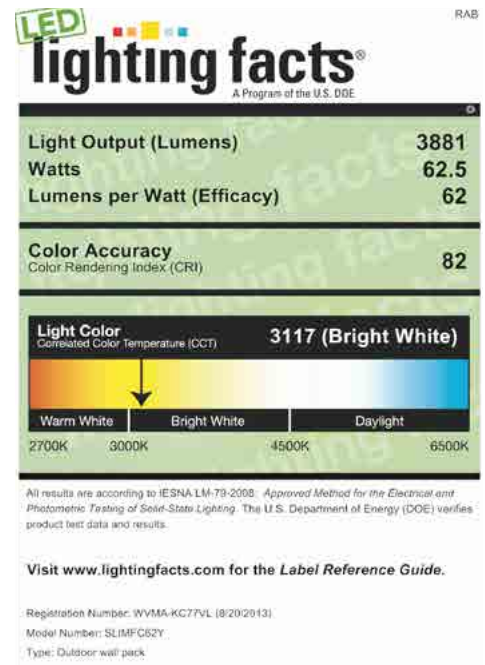 RAB
LED
lighting facts®
A Program of the U.S. DOE
Light Output (Lumens) 3881
Watts 62.5
Lumens per Watt (Efficacy) 62
Color Accuracy
Color Rendering Index (CRI) 82
Light Color
Correlated Color Temperature (CCT) 3117 (Bright White)
Warm White Bright White Daylight
2700K 3000K 4500K 6500K
All results are according to IESNA LM-79-2008: Approved Method for the Electrical and
Photometric Testing of Solid-State Lighting. The U.S. Department of Energy (DOE) verifies
product test data and results.
Visit www.lightingfacts.com for the Label Reference Guide.
Registration Number: WVMA-KC77VL (8/20/2013)
Model Number: SLIMFC62Y
Type: Outdoor wall pack